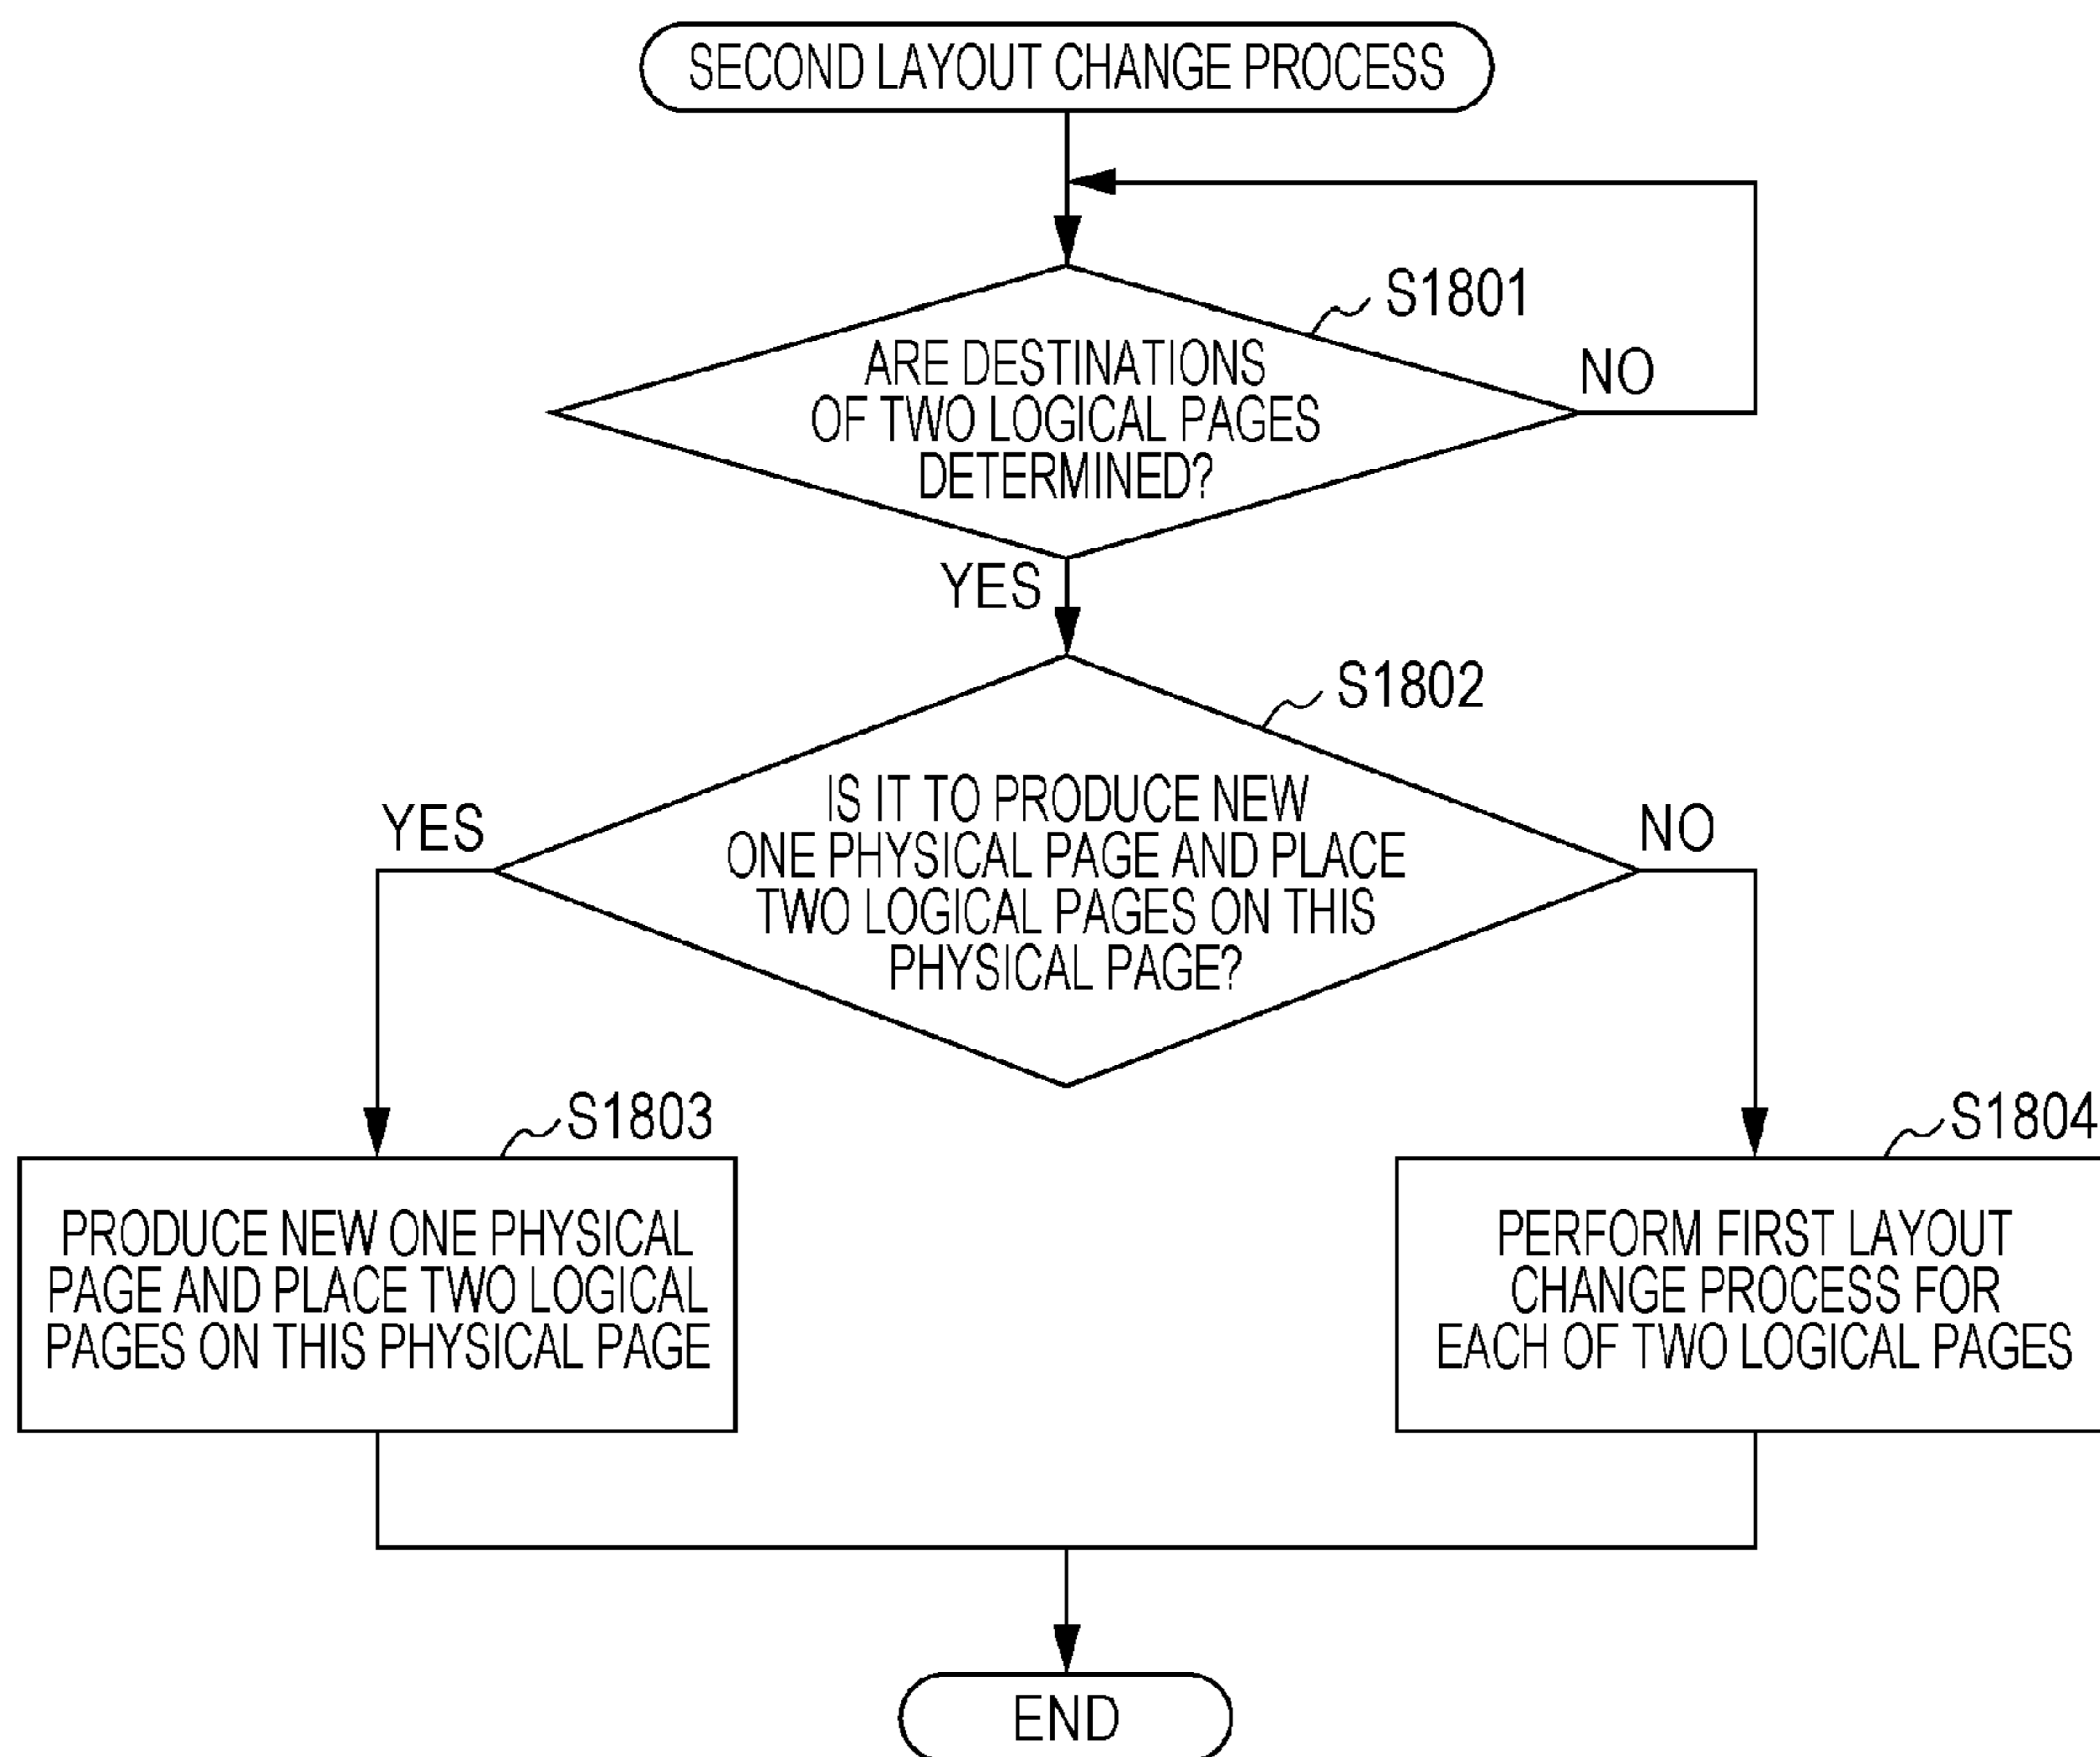 SECOND LAYOUT CHANGE PROCESS
S1801
ARE DESTINATIONS
OF TWO LOGICAL PAGES
DETERMINED?
NO
YES
S1802
IS IT TO PRODUCE NEW
ONE PHYSICAL PAGE AND PLACE
TWO LOGICAL PAGES ON THIS
PHYSICAL PAGE?
YES
NO
S1803
PRODUCE NEW ONE PHYSICAL
PAGE AND PLACE TWO LOGICAL
PAGES ON THIS PHYSICAL PAGE
S1804
PERFORM FIRST LAYOUT
CHANGE PROCESS FOR
EACH OF TWO LOGICAL PAGES
END